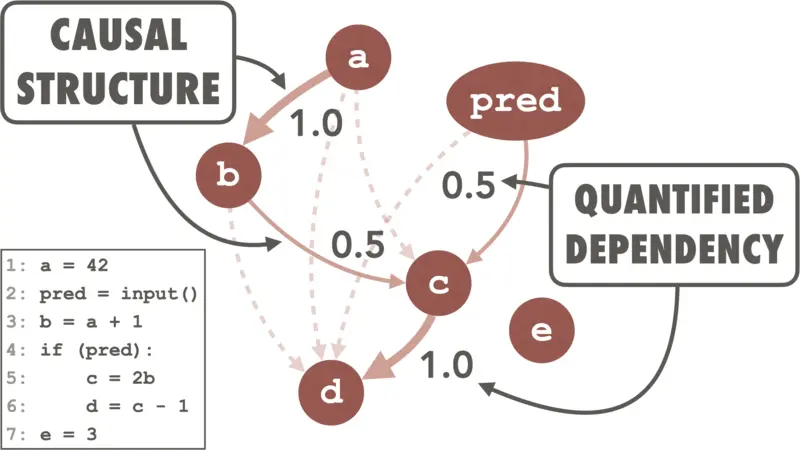 CAUSAL
STRUCTURE
a
1.0
pred
b
0.5
0.5
QUANTIFIED
DEPENDENCY
c
e
1.0
d
1: a = 42
2: pred = input()
3: b = a + 1
4: if (pred):
5:     c = 2b
6:     d = c - 1
7: e = 3